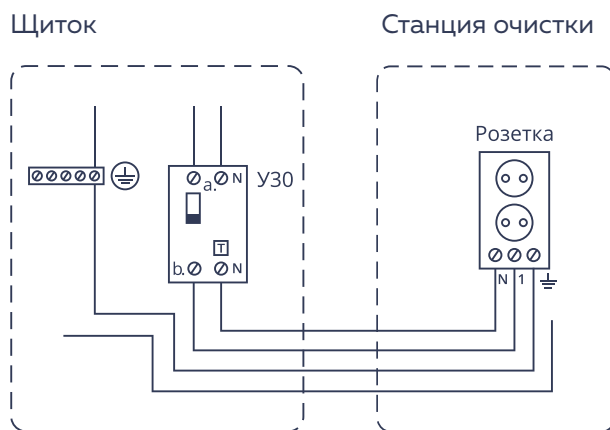 Щиток
Станция очистки
Розетка
a. N УЗО
T
b. N
N 1